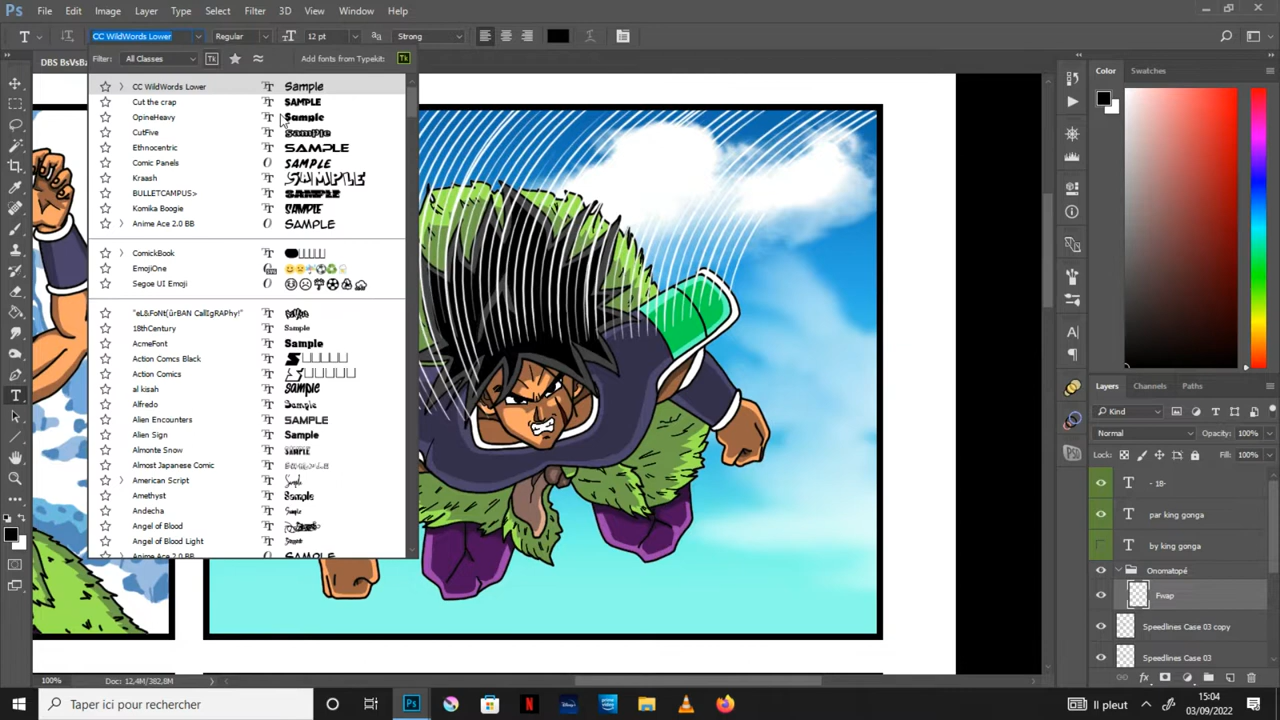 Ps File Edit Image Layer Type Select Filter 3D View Window Help
T CC WildWords Lower Regular 12 pt aa Strong
DBS BsVsBz
Filter: All Classes Tk Add fonts from Typekit: Tk
CC WildWords Lower Sample
Cut the crap SAMPLE
OpineHeavy Sample
CutFive Sample
Ethnocentric SAMPLE
Comic Panels SAMPLE
Kraash SAMPLE
BULLETCAMPUS> SAMPLE
Komika Boogie SAMPLE
Anime Ace 2.0 BB SAMPLE
ComickBook
EmojiOne
Segoe UI Emoji
"eL&FoNt(ürBAN CalligRAPhy!"
18thCentury Sample
AcmeFont Sample
Action Comcs Black
Action Comics
al kisah sample
Alfredo Sample
Alien Encounters SAMPLE
Alien Sign Sample
Almonte Snow SAMPLE
Almost Japanese Comic
American Script Sample
Amethyst Sample
Andecha Sample
Angel of Blood
Angel of Blood Light
Anime Ace 2.0 BB SAMPLE
Color Swatches
Layers Channels Paths
Kind
Normal Opacity: 100%
Lock: Fill: 100%
T - 18-
T par king gonga
T by king gonga
Onomatopé
Fwap
Speedlines Case 03 copy
Speedlines Case 03
100% Doc: 12,4M/382,8M
Taper ici pour rechercher
Ps
Il pleut
15:04
03/09/2022